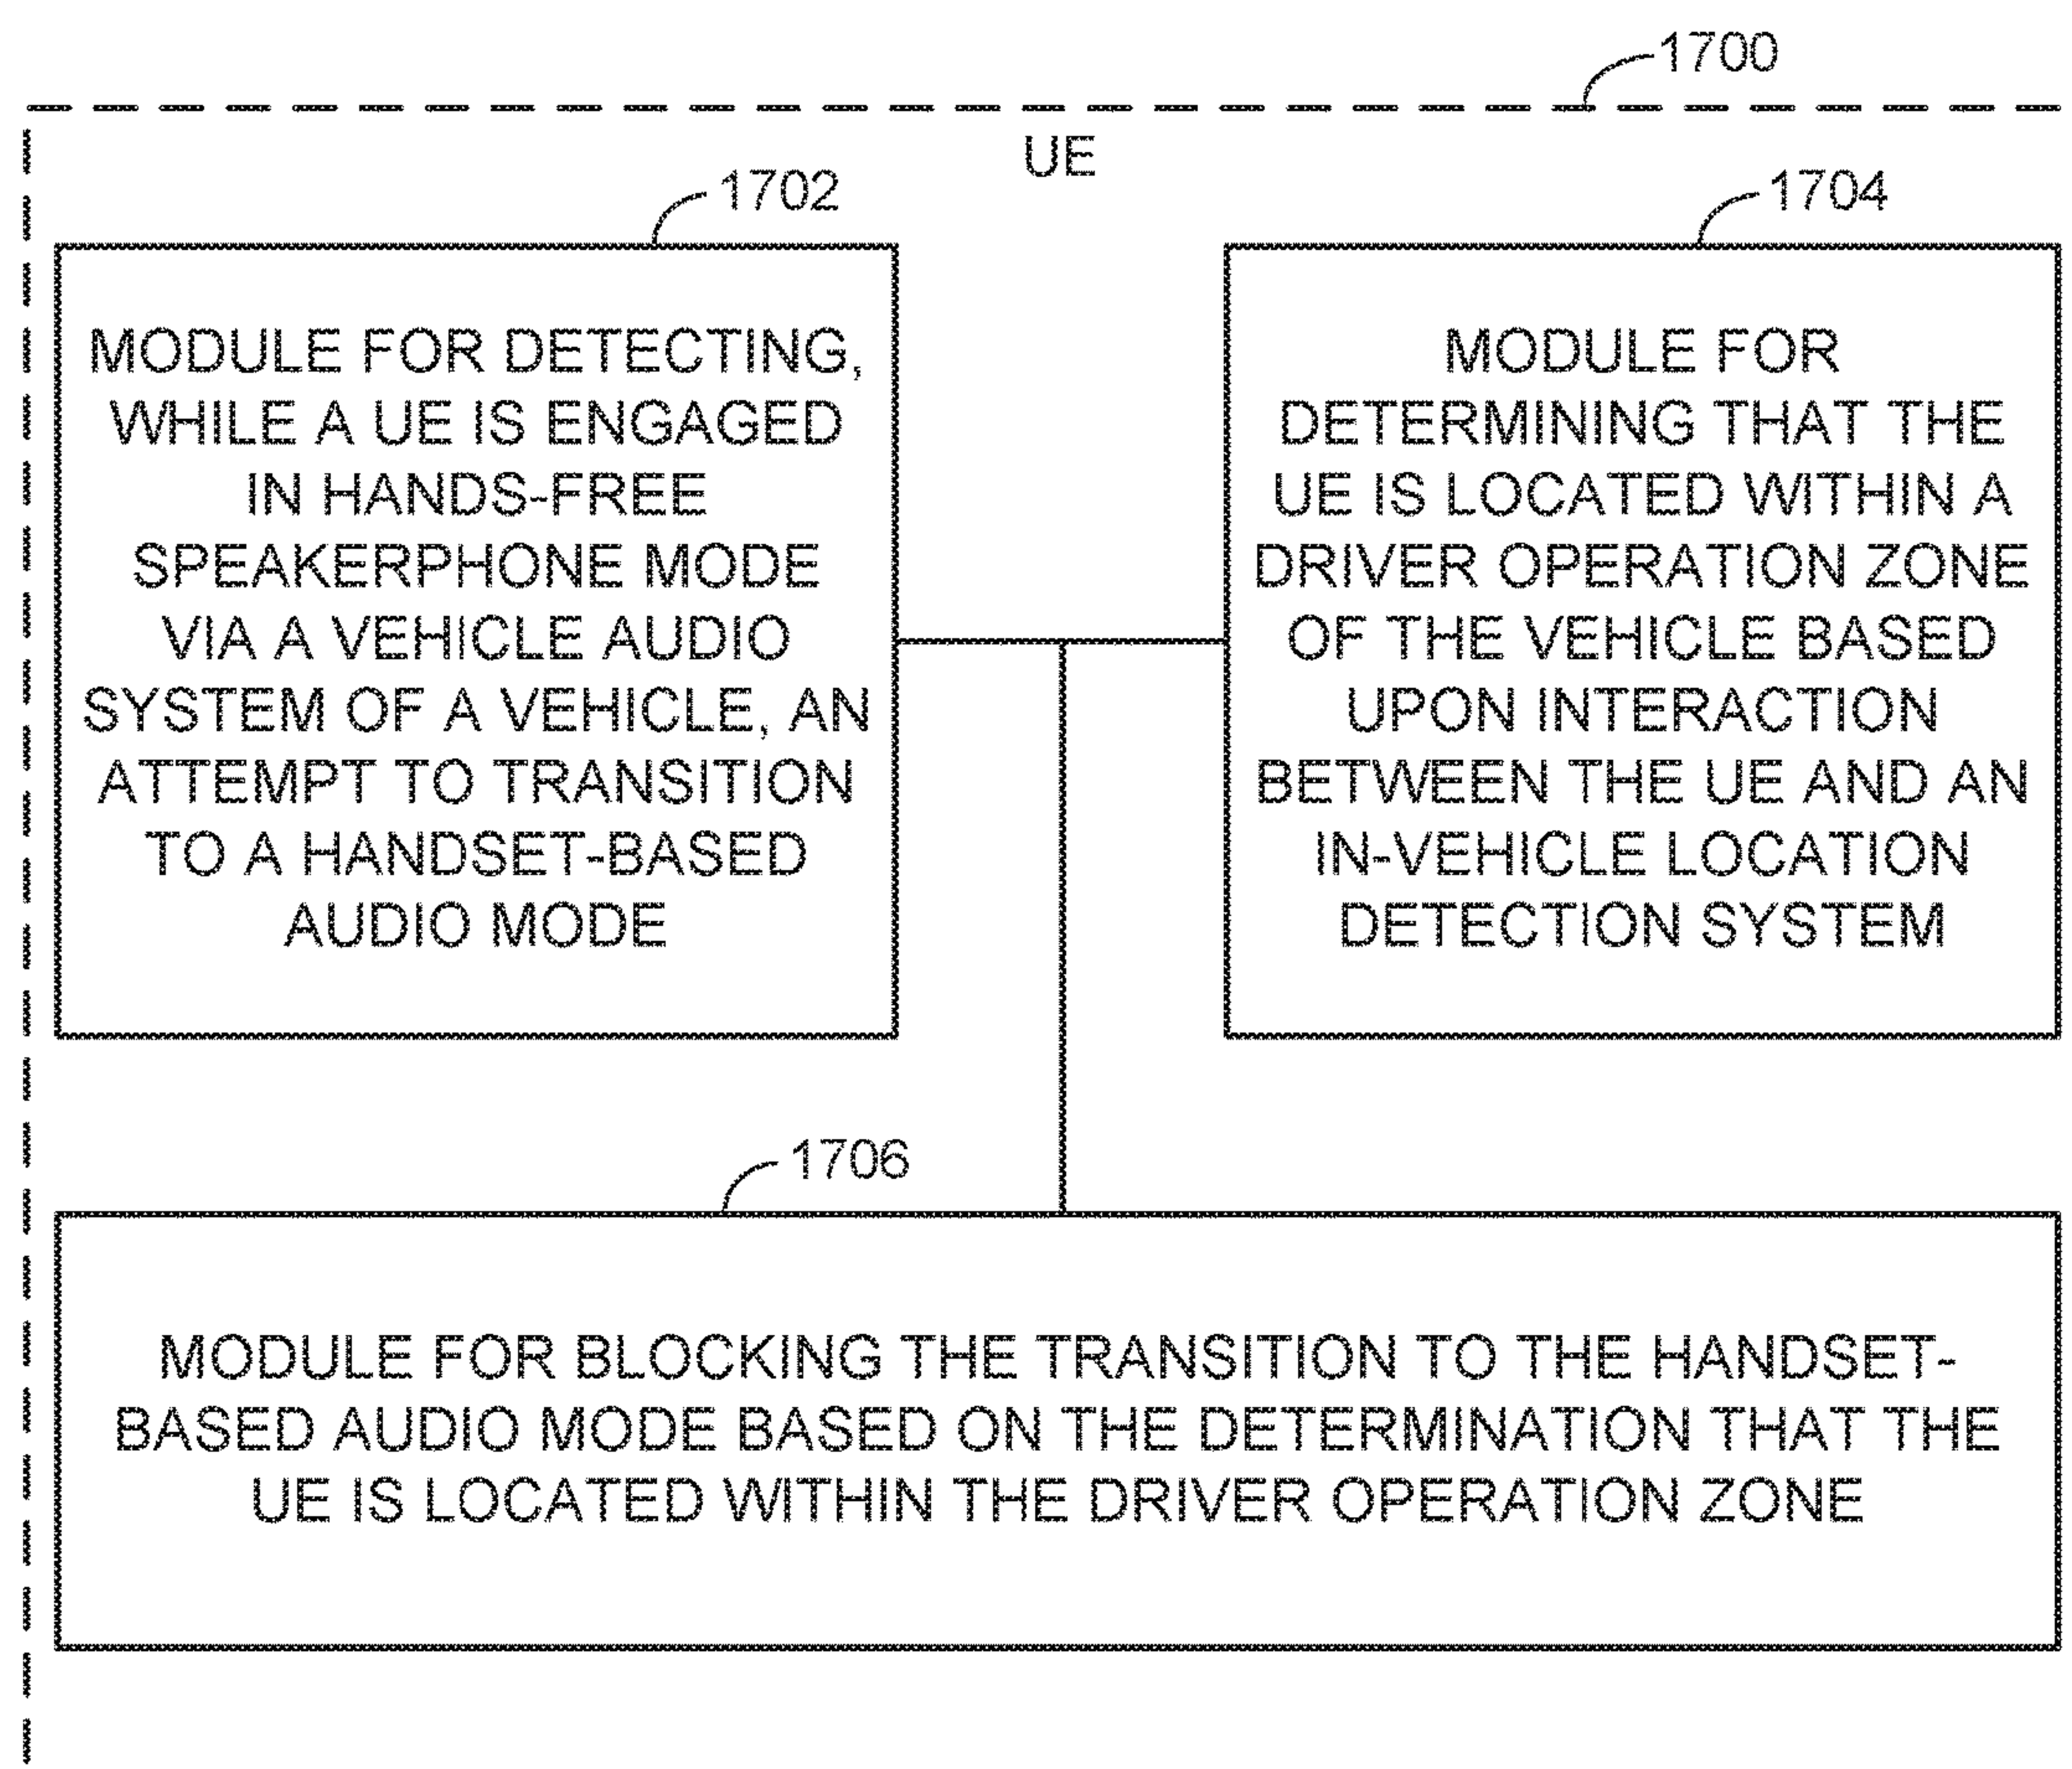 1700
UE
1702
MODULE FOR DETECTING,
WHILE A UE IS ENGAGED
IN HANDS-FREE
SPEAKERPHONE MODE
VIA A VEHICLE AUDIO
SYSTEM OF A VEHICLE, AN
ATTEMPT TO TRANSITION
TO A HANDSET-BASED
AUDIO MODE
1704
MODULE FOR
DETERMINING THAT THE
UE IS LOCATED WITHIN A
DRIVER OPERATION ZONE
OF THE VEHICLE BASED
UPON INTERACTION
BETWEEN THE UE AND AN
IN-VEHICLE LOCATION
DETECTION SYSTEM
1706
MODULE FOR BLOCKING THE TRANSITION TO THE HANDSET-
BASED AUDIO MODE BASED ON THE DETERMINATION THAT THE
UE IS LOCATED WITHIN THE DRIVER OPERATION ZONE